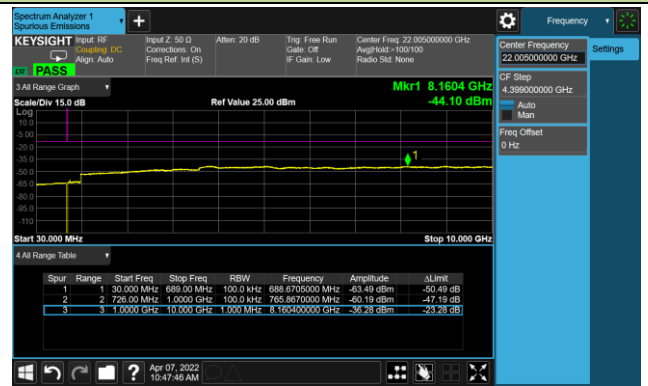 Spectrum Analyzer 1
Spurious Emissions
+
Frequency
KEYSIGHT Input: RF Input Z: 50 Ω Atten: 20 dB Trig: Free Run Center Freq: 22.005000000 GHz
Coupling: DC Corrections: On Gate: Off Avg|Hold:>100/100
Align: Auto Freq Ref: Int (S) IF Gain: Low Radio Std: None
PASS
Center Frequency
22.005000000 GHz
Settings
CF Step
4.399000000 GHz
Auto
Man
Freq Offset
0 Hz
3 All Range Graph
Mkr1 8.1604 GHz
Scale/Div 15.0 dB Ref Value 25.00 dBm -44.10 dBm
Log
10.0
-5.00
-20.0
-35.0
-50.0
-65.0
-80.0
-95.0
-110
1
Start 30.000 MHz Stop 10.000 GHz
4 All Range Table
Spur Range Start Freq Stop Freq RBW Frequency Amplitude ΔLimit
1 1 30.000 MHz 689.00 MHz 100.0 kHz 688.6705000 MHz -63.49 dBm -50.49 dB
2 2 726.00 MHz 1.0000 GHz 100.0 kHz 765.8670000 MHz -60.19 dBm -47.19 dB
3 3 1.0000 GHz 10.000 GHz 1.000 MHz 8.160400000 GHz -36.28 dBm -23.28 dB
? Apr 07, 2022
10:47:46 AM